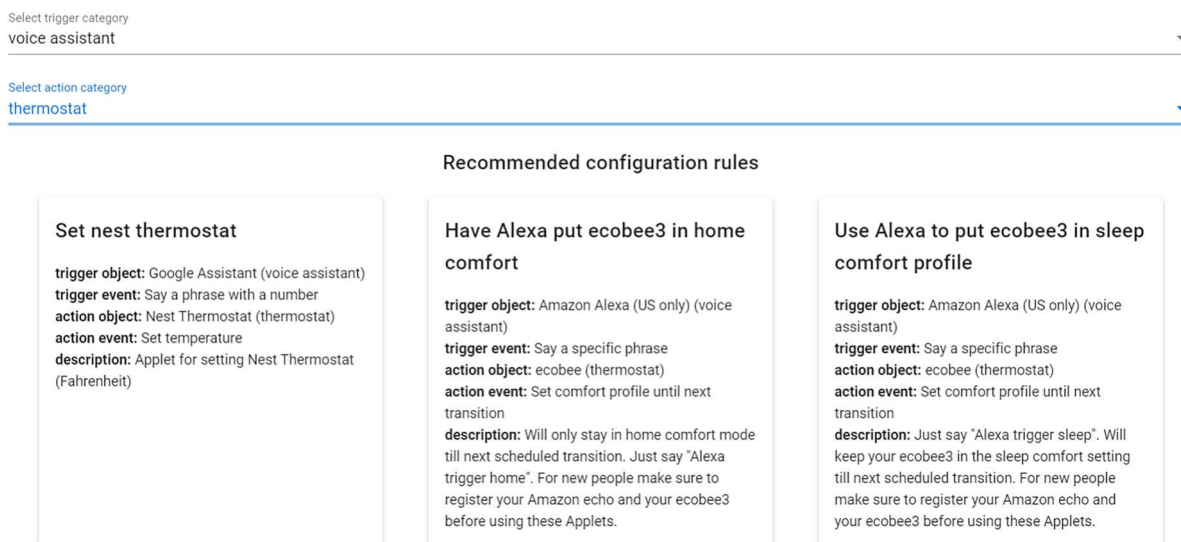 Select trigger category
voice assistant
Select action category
thermostat
Recommended configuration rules
Set nest thermostat
trigger object: Google Assistant (voice assistant)
trigger event: Say a phrase with a number
action object: Nest Thermostat (thermostat)
action event: Set temperature
description: Applet for setting Nest Thermostat
(Fahrenheit)
Have Alexa put ecobee3 in home
comfort
trigger object: Amazon Alexa (US only) (voice
assistant)
trigger event: Say a specific phrase
action object: ecobee (thermostat)
action event: Set comfort profile until next
transition
description: Will only stay in home comfort mode
till next scheduled transition. Just say "Alexa
trigger home". For new people make sure to
register your Amazon echo and your ecobee3
before using these Applets.
Use Alexa to put ecobee3 in sleep
comfort profile
trigger object: Amazon Alexa (US only) (voice
assistant)
trigger event: Say a specific phrase
action object: ecobee (thermostat)
action event: Set comfort profile until next
transition
description: Just say "Alexa trigger sleep". Will
keep your ecobee3 in the sleep comfort setting
till next scheduled transition. For new people
make sure to register your Amazon echo and
your ecobee3 before using these Applets.